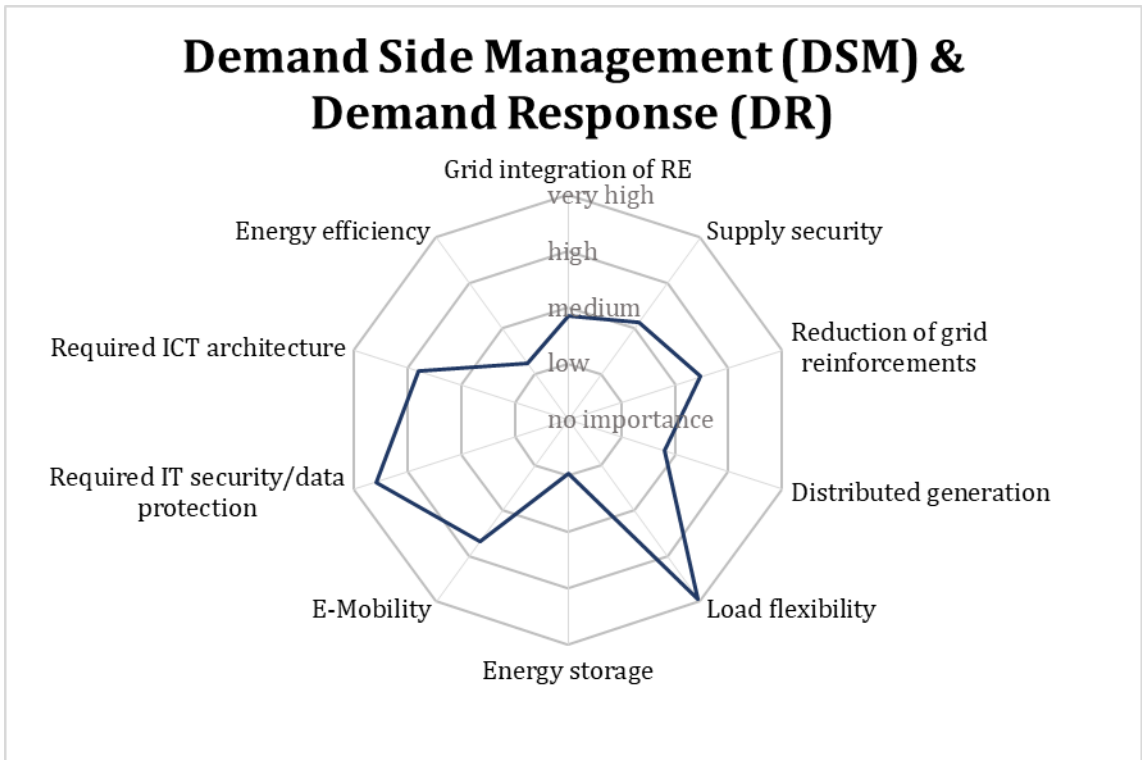 Demand Side Management (DSM) &
Demand Response (DR)
Grid integration of RE
very high
Energy efficiency
Supply security
high
medium
Required ICT architecture
Reduction of grid
reinforcements
low
no importance
Required IT security/data
protection
Distributed generation
E-Mobility
Load flexibility
Energy storage